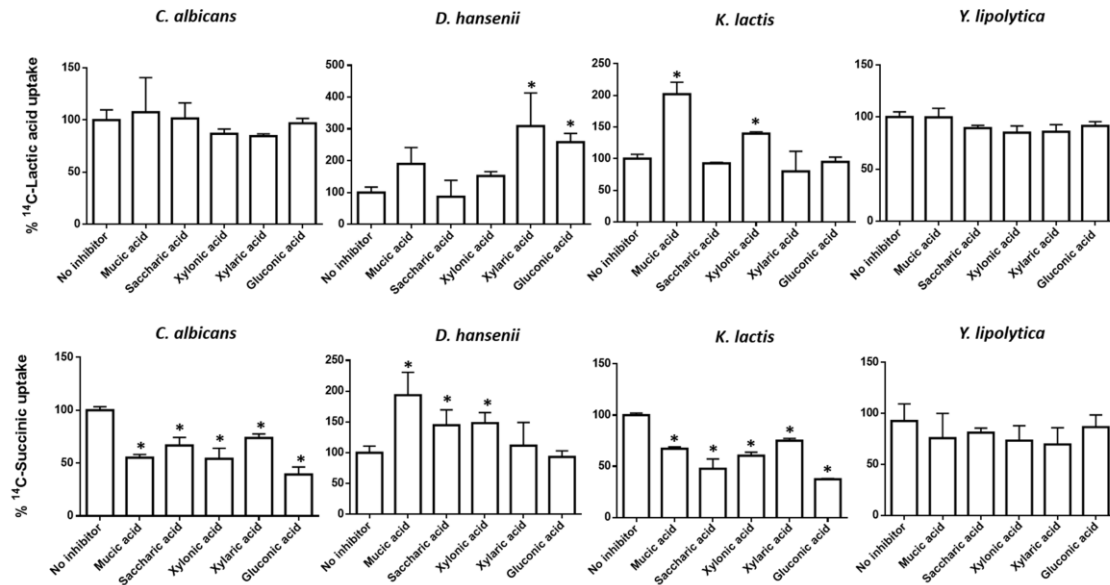 C. albicans
D. hansenii
K. lactis
Y. lipolytica
% ¹⁴C-Lactic acid uptake
150
100
50
0
No inhibitor
Mucic acid
Saccharic acid
Xylonic acid
Xylaric acid
Gluconic acid
500
400
300
200
100
0
*
*
No inhibitor
Mucic acid
Saccharic acid
Xylonic acid
Xylaric acid
Gluconic acid
250
200
150
100
50
0
*
*
No inhibitor
Mucic acid
Saccharic acid
Xylonic acid
Xylaric acid
Gluconic acid
150
100
50
0
No inhibitor
Mucic acid
Saccharic acid
Xylonic acid
Xylaric acid
Gluconic acid
C. albicans
D. hansenii
K. lactis
Y. lipolytica
% ¹⁴C-Succinic uptake
150
100
50
0
*
*
*
*
*
No inhibitor
Mucic acid
Saccharic acid
Xylonic acid
Xylaric acid
Gluconic acid
250
200
150
100
50
0
*
*
*
No inhibitor
Mucic acid
Saccharic acid
Xylonic acid
Xylaric acid
Gluconic acid
150
100
50
0
*
*
*
*
*
No inhibitor
Mucic acid
Saccharic acid
Xylonic acid
Xylaric acid
Gluconic acid
150
100
50
0
No inhibitor
Mucic acid
Saccharic acid
Xylonic acid
Xylaric acid
Gluconic acid